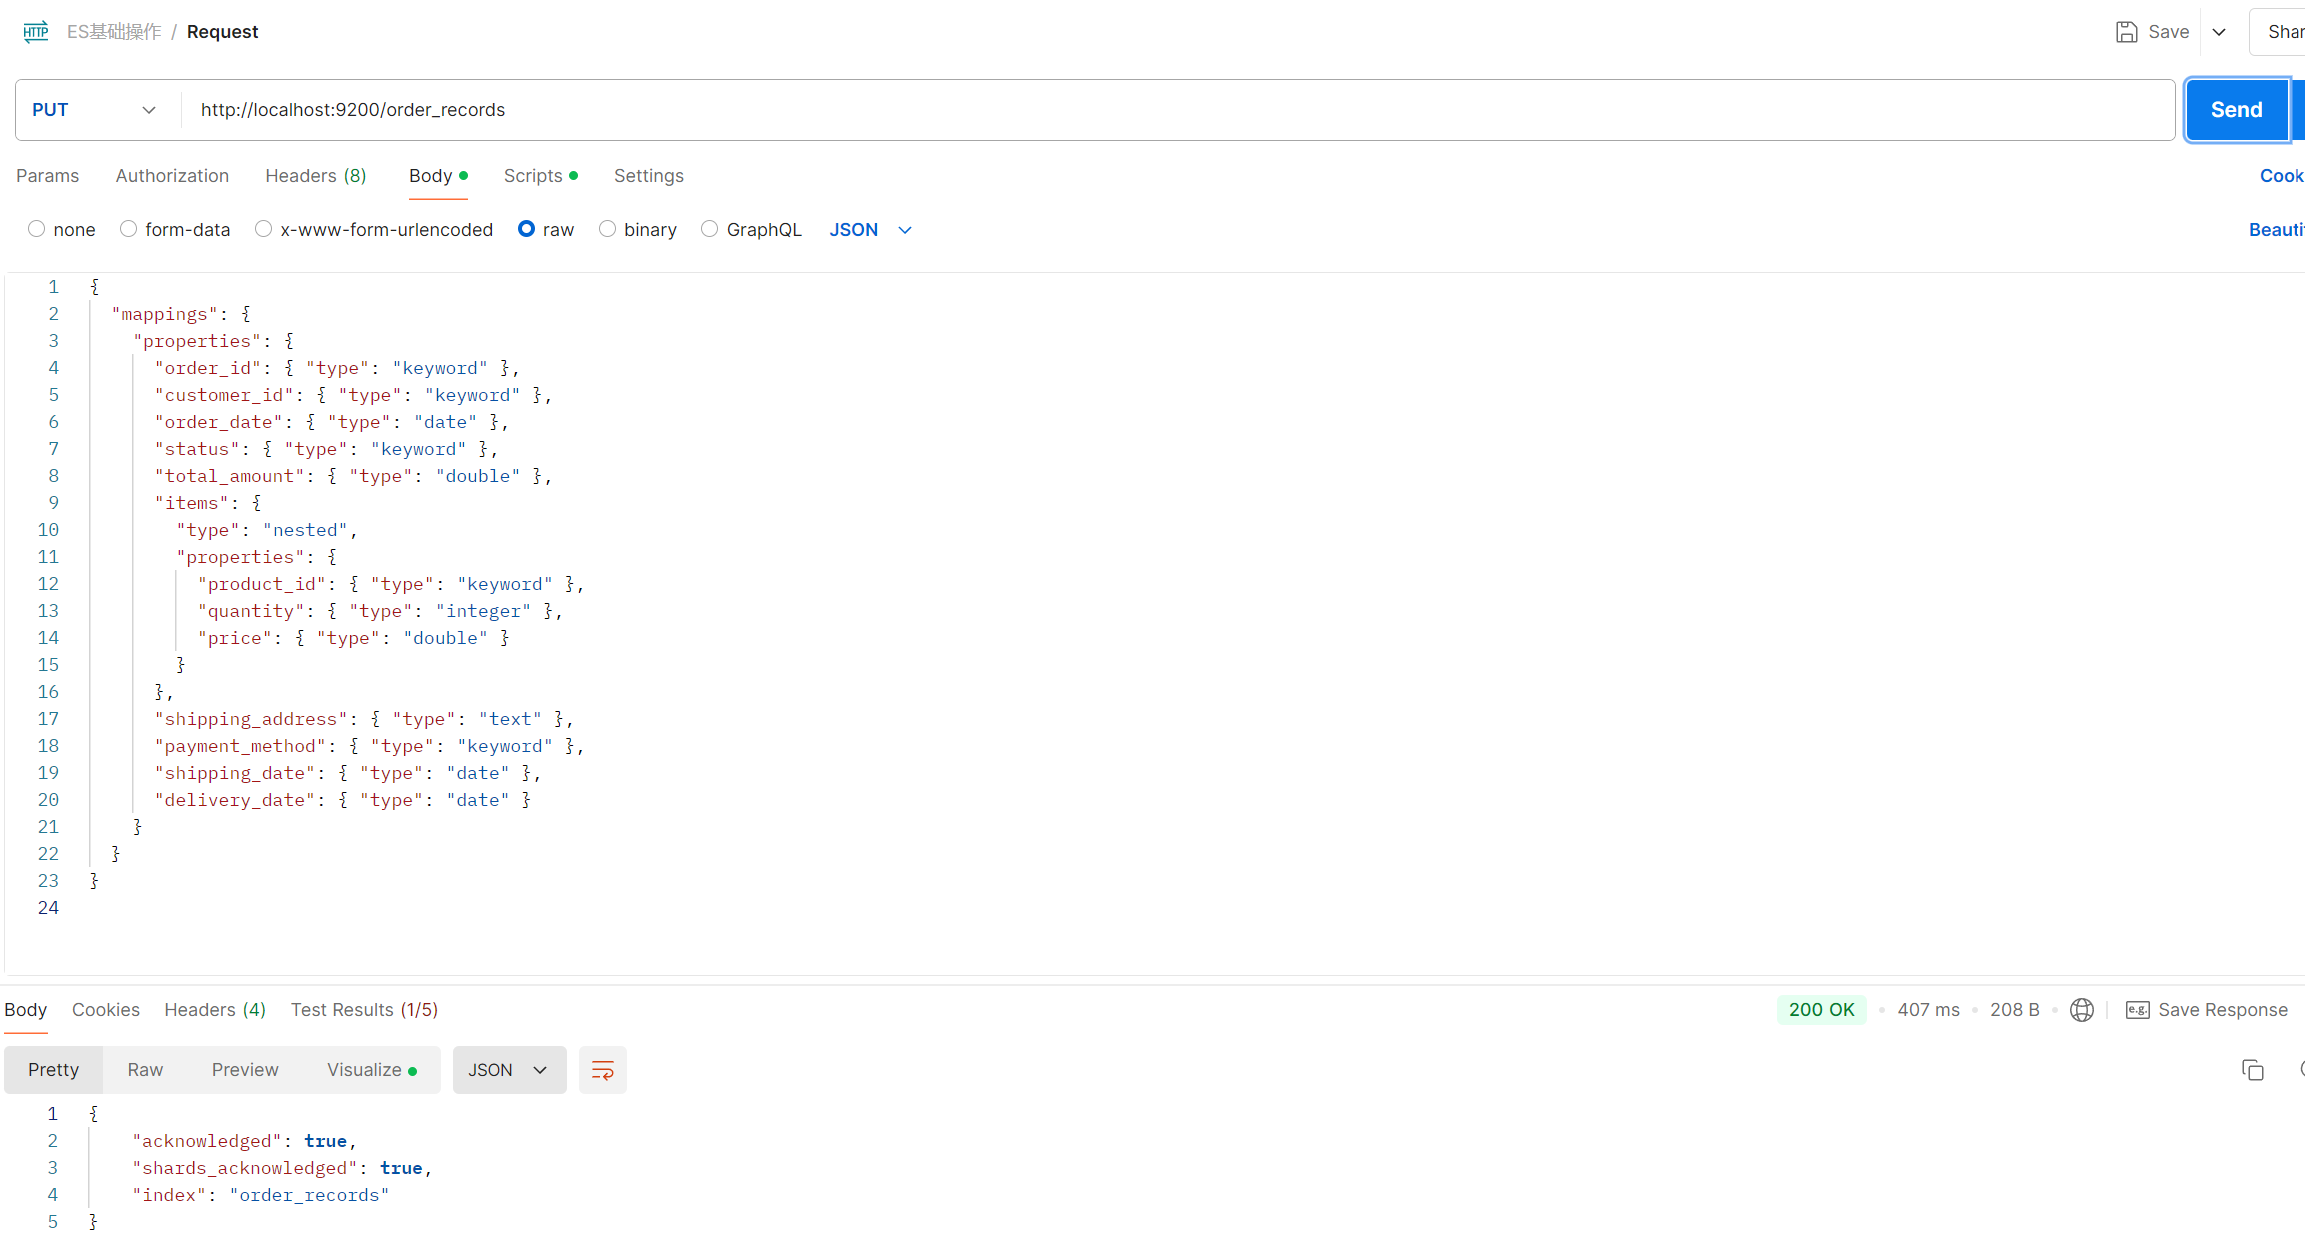 HTTP ES基础操作 / Request Save
PUT http://localhost:9200/order_records Send
Params Authorization Headers (8) Body Scripts Settings
none form-data x-www-form-urlencoded raw binary GraphQL JSON
1 {
2 "mappings": {
3 "properties": {
4 "order_id": { "type": "keyword" },
5 "customer_id": { "type": "keyword" },
6 "order_date": { "type": "date" },
7 "status": { "type": "keyword" },
8 "total_amount": { "type": "double" },
9 "items": {
10 "type": "nested",
11 "properties": {
12 "product_id": { "type": "keyword" },
13 "quantity": { "type": "integer" },
14 "price": { "type": "double" }
15 }
16 },
17 "shipping_address": { "type": "text" },
18 "payment_method": { "type": "keyword" },
19 "shipping_date": { "type": "date" },
20 "delivery_date": { "type": "date" }
21 }
22 }
23 }
24
Body Cookies Headers (4) Test Results (1/5) 200 OK • 407 ms • 208 B • e.g. Save Response
Pretty Raw Preview Visualize JSON
1 {
2 "acknowledged": true,
3 "shards_acknowledged": true,
4 "index": "order_records"
5 }